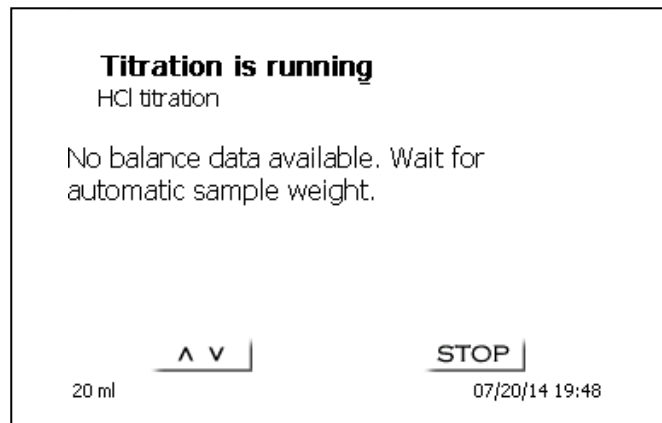 Titration is running
HCl titration
No balance data available. Wait for
automatic sample weight.
∧ ∨
STOP
20 ml
07/20/14 19:48